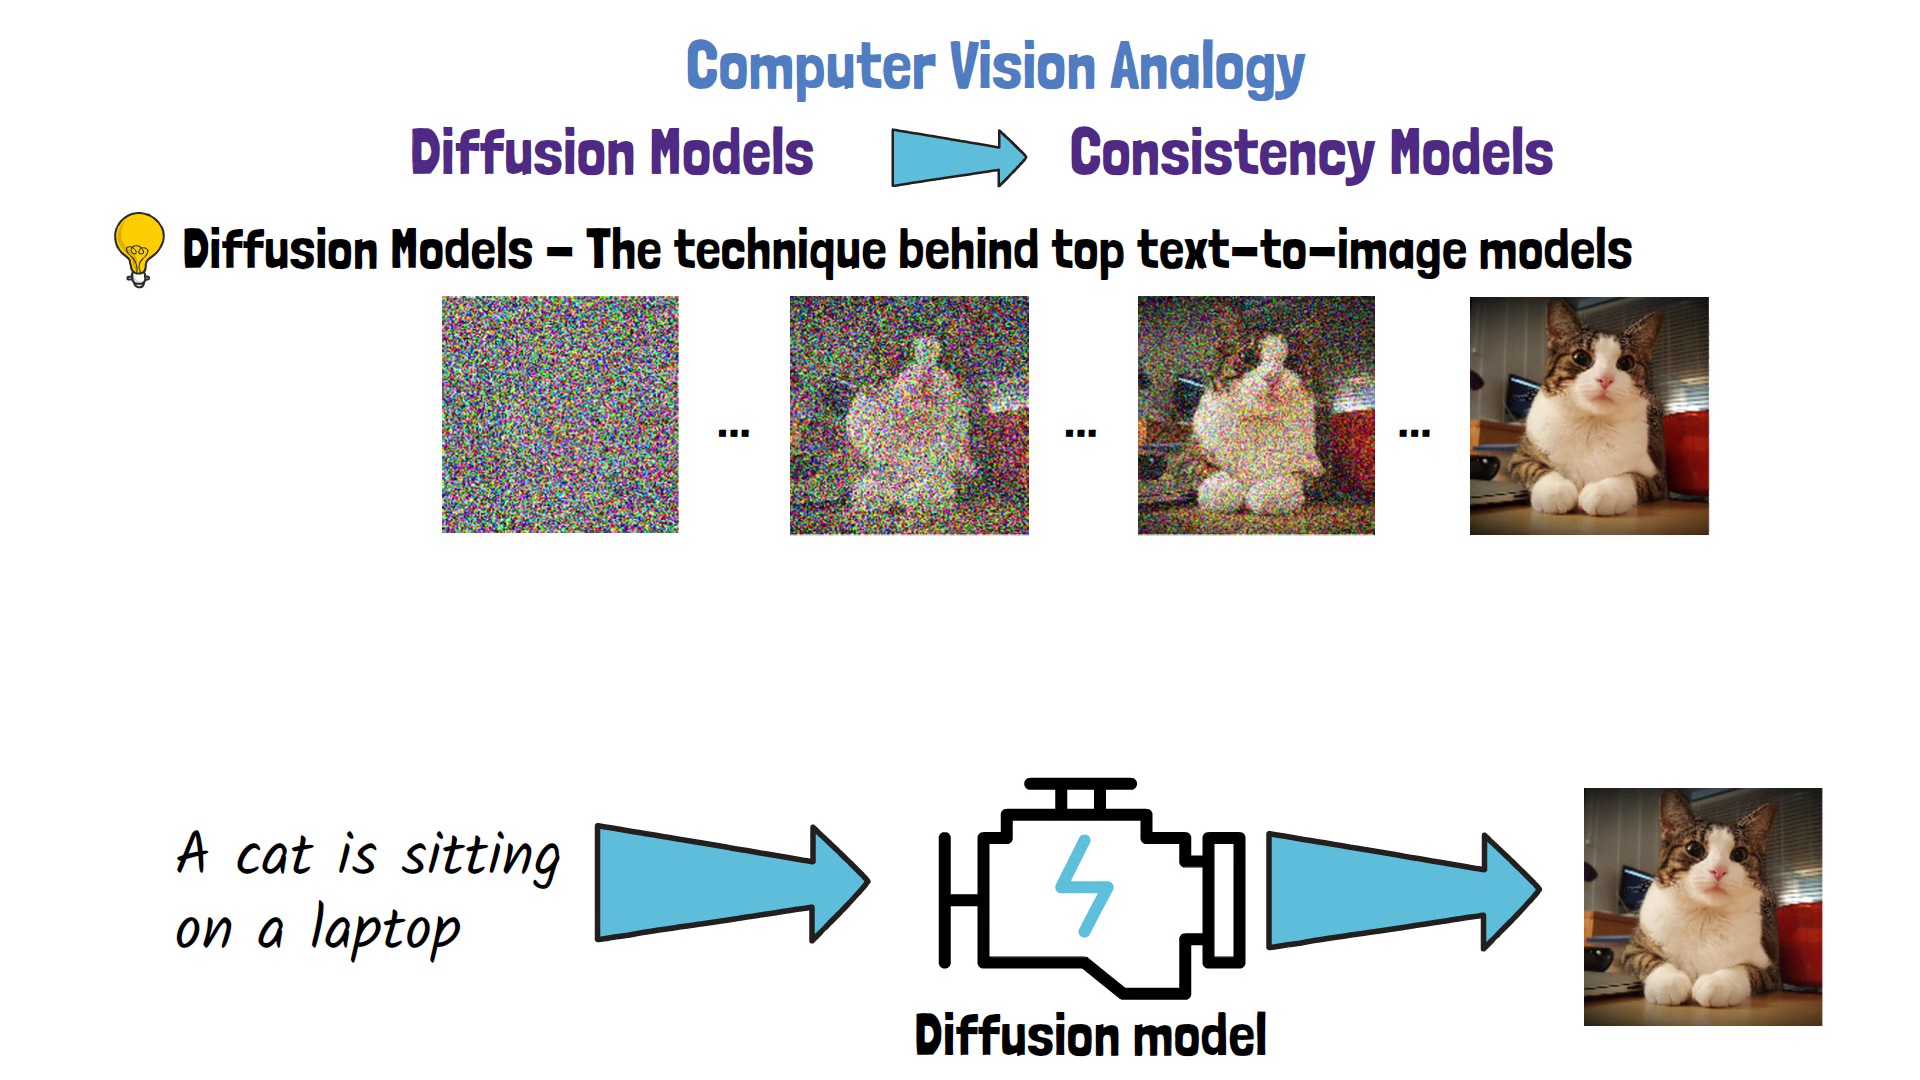 Computer Vision Analogy
Diffusion Models
Consistency Models
Diffusion Models - The technique behind top text-to-image models
... ... ...
A cat is sitting
on a laptop
Diffusion model